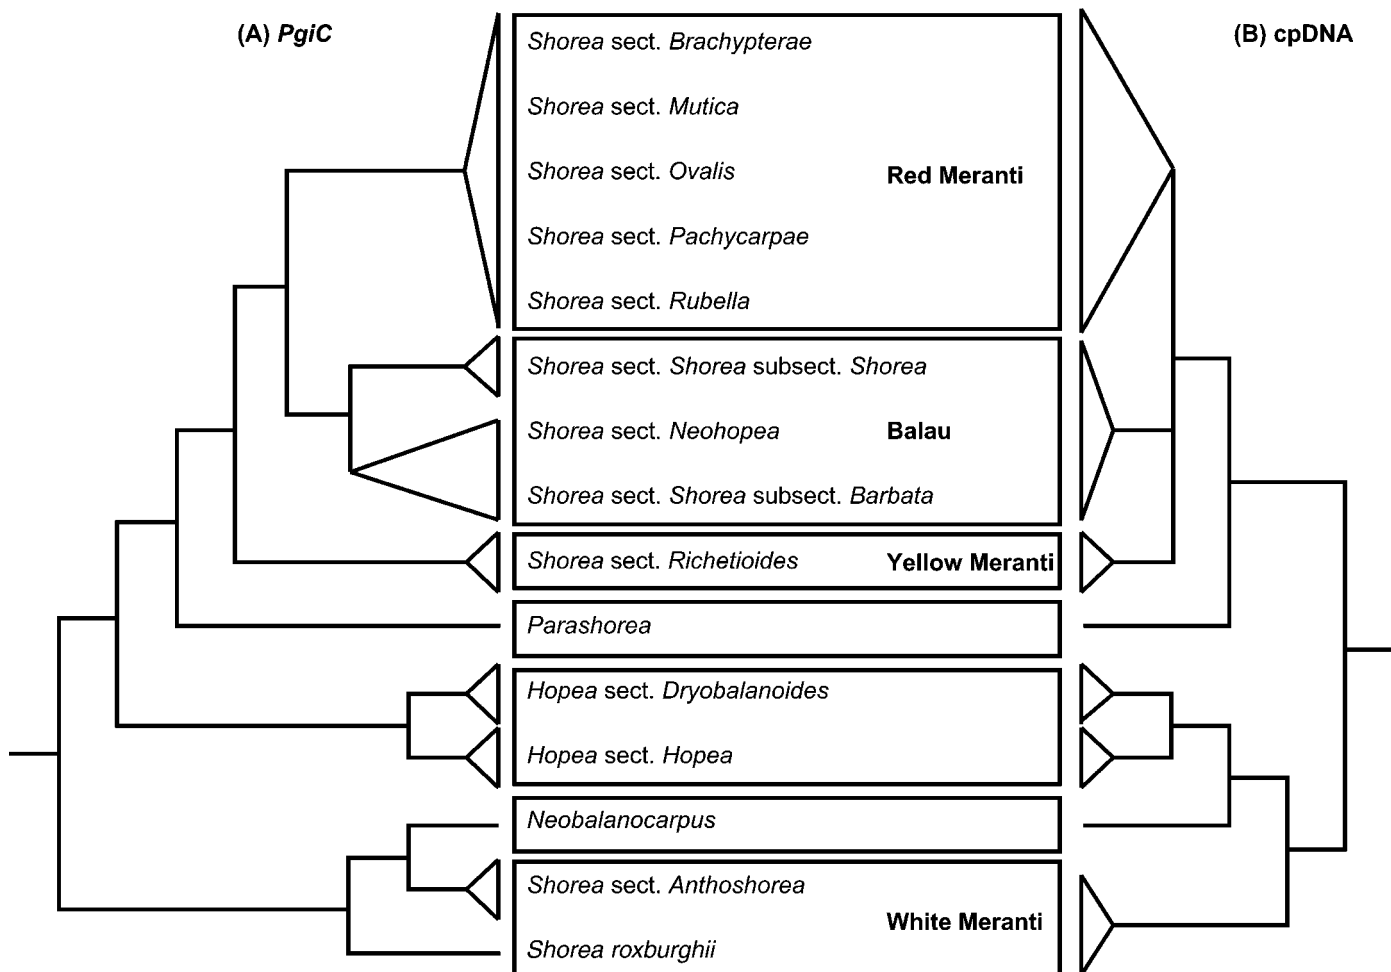 (A) PgiC
(B) cpDNA
Shorea sect. Brachypterae
Shorea sect. Mutica
Shorea sect. Ovalis
Red Meranti
Shorea sect. Pachycarpae
Shorea sect. Rubella
Shorea sect. Shorea subsect. Shorea
Shorea sect. Neohopea
Balau
Shorea sect. Shorea subsect. Barbata
Shorea sect. Richetioides
Yellow Meranti
Parashorea
Hopea sect. Dryobalanoides
Hopea sect. Hopea
Neobalanocarpus
Shorea sect. Anthoshorea
White Meranti
Shorea roxburghii